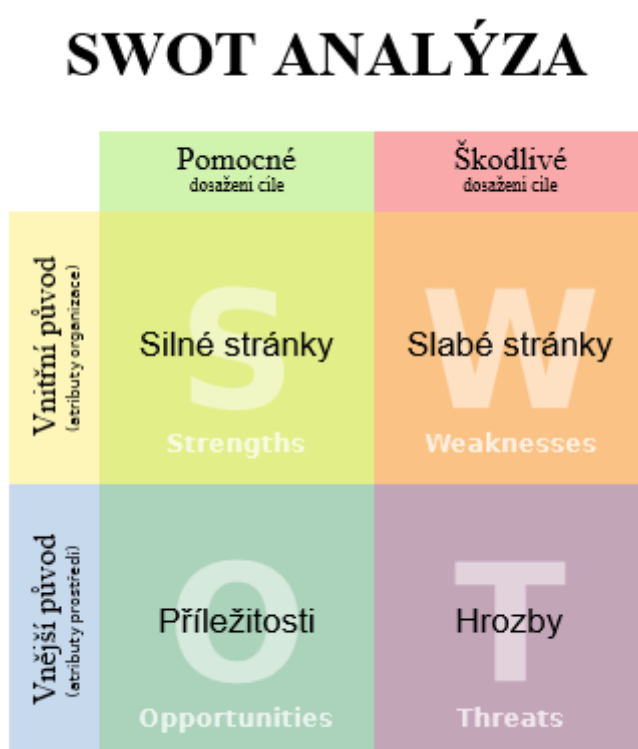 SWOT ANALÝZA
Pomocné
dosažení cíle
Škodlivé
dosažení cíle
Vnitřní původ
(atributy organizace)
S
Silné stránky
Strengths
W
Slabé stránky
Weaknesses
Vnější původ
(atributy prostředí)
O
Příležitosti
Opportunities
T
Hrozby
Threats